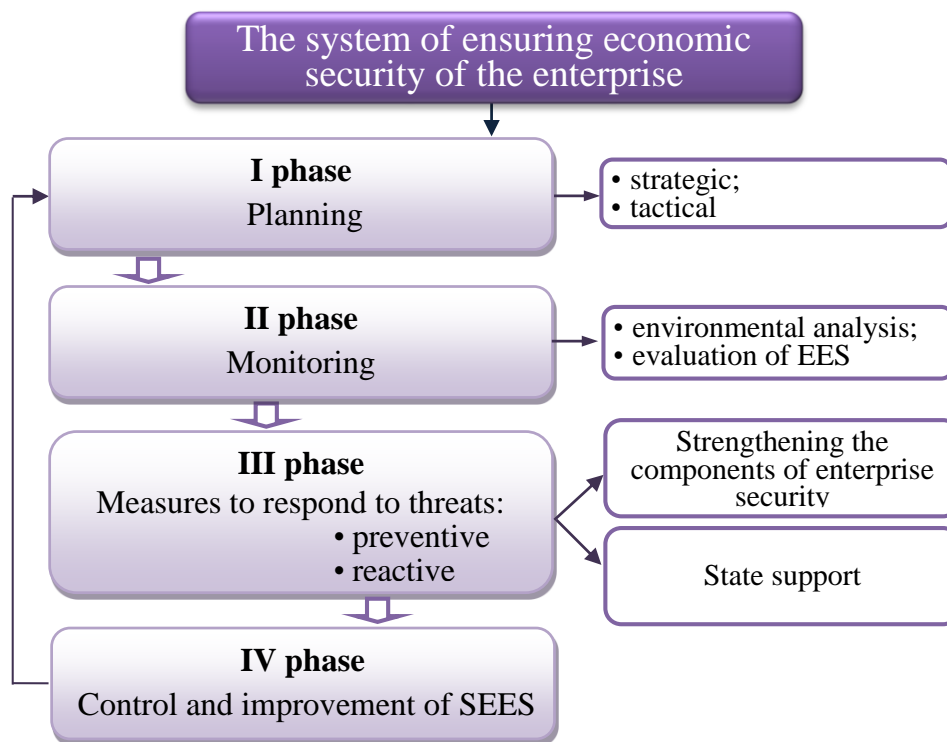 The system of ensuring economic
security of the enterprise
I phase
Planning
• strategic;
• tactical
II phase
Monitoring
• environmental analysis;
• evaluation of EES
III phase
Measures to respond to threats:
• preventive
• reactive
Strengthening the
components of enterprise
security
State support
IV phase
Control and improvement of SEES